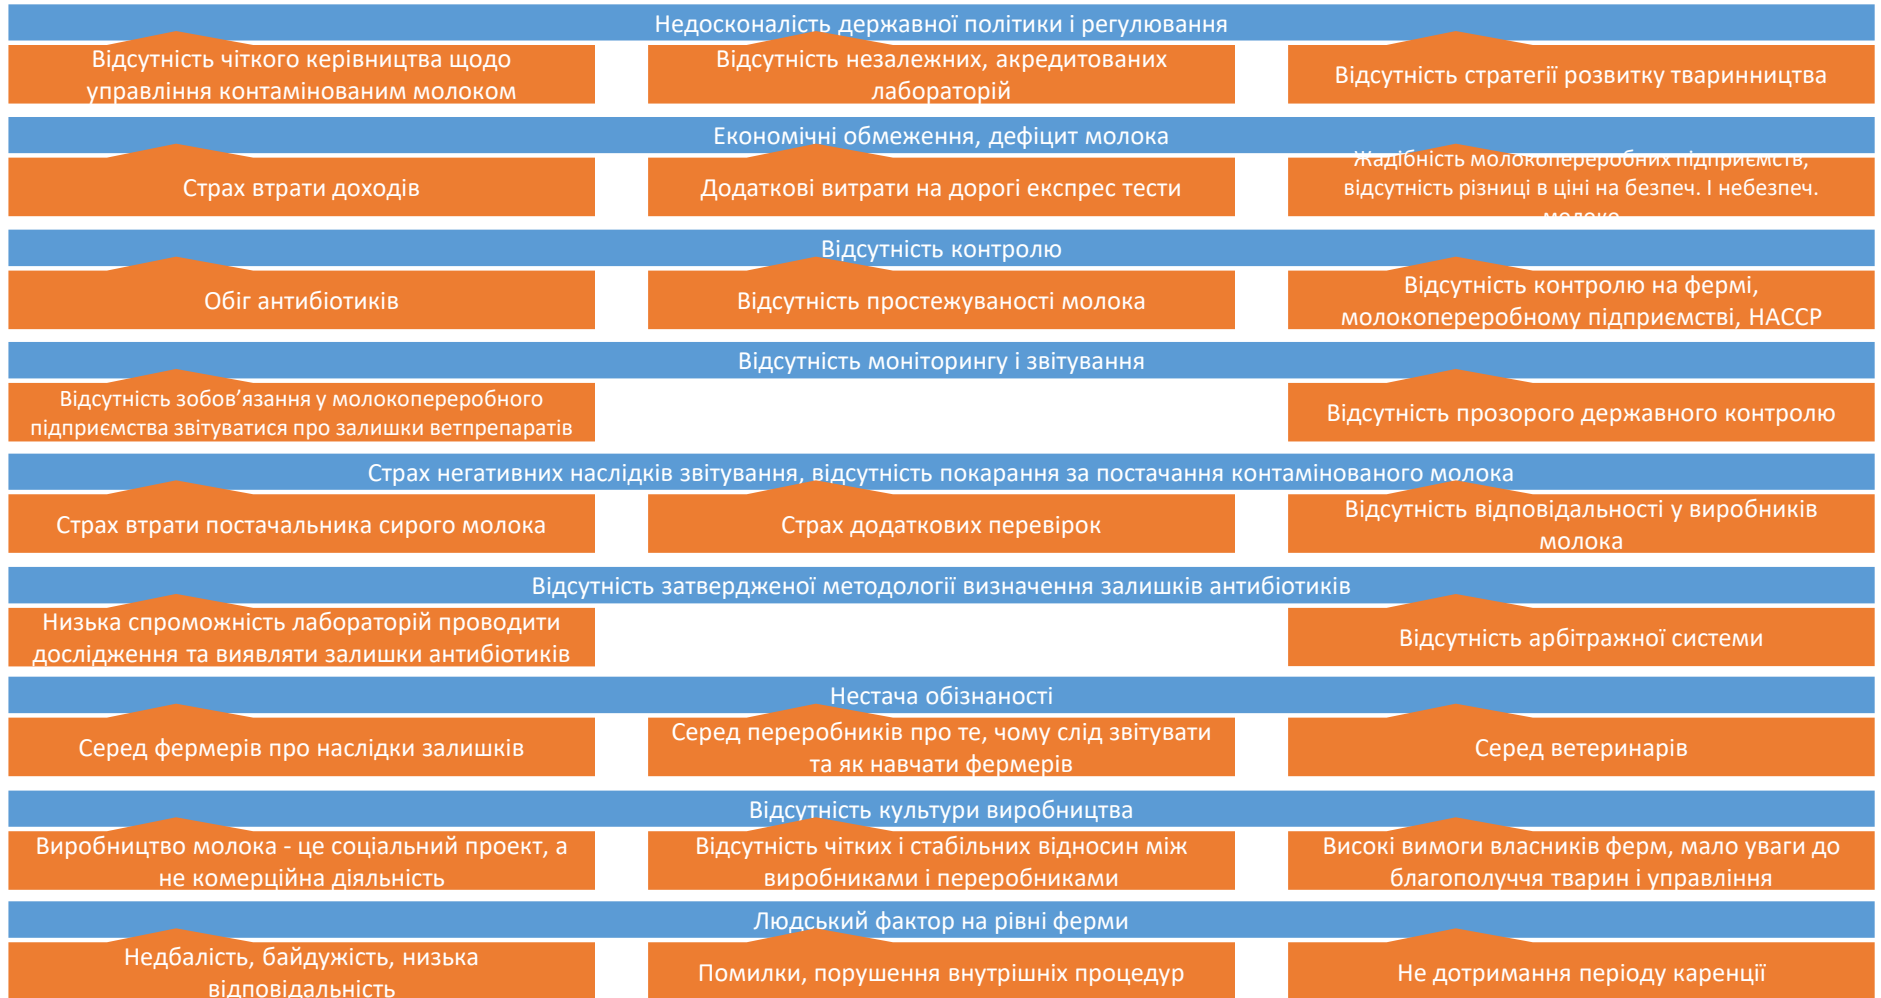 Недосконалість державної політики і регулювання
Відсутність чіткого керівництва щодо
управління контамінованим молоком
Відсутність незалежних, акредитованих
лабораторій
Відсутність стратегії розвитку тваринництва
Економічні обмеження, дефіцит молока
Страх втрати доходів
Додаткові витрати на дорогі експрес тести
Жадібність молокопереробних підприємств,
відсутність різниці в ціні на безпеч. І небезпеч.
молоко
Відсутність контролю
Обіг антибіотиків
Відсутність простежуваності молока
Відсутність контролю на фермі,
молокопереробному підприємстві, НАССР
Відсутність моніторингу і звітування
Відсутність зобов’язання у молокопереробного
підприємства звітуватися про залишки ветпрепаратів
Відсутність прозорого державного контролю
Страх негативних наслідків звітування, відсутність покарання за постачання контамінованого молока
Страх втрати постачальника сирого молока
Страх додаткових перевірок
Відсутність відповідальності у виробників
молока
Відсутність затвердженої методології визначення залишків антибіотиків
Низька спроможність лабораторій проводити
дослідження та виявляти залишки антибіотиків
Відсутність арбітражної системи
Нестача обізнаності
Серед фермерів про наслідки залишків
Серед переробників про те, чому слід звітувати
та як навчати фермерів
Серед ветеринарів
Відсутність культури виробництва
Виробництво молока - це соціальний проект, а
не комерційна діяльність
Відсутність чітких і стабільних відносин між
виробниками і переробниками
Високі вимоги власників ферм, мало уваги до
благополуччя тварин і управління
Людський фактор на рівні ферми
Недбалість, байдужість, низька
відповідальність
Помилки, порушення внутрішніх процедур
Не дотримання періоду каренції